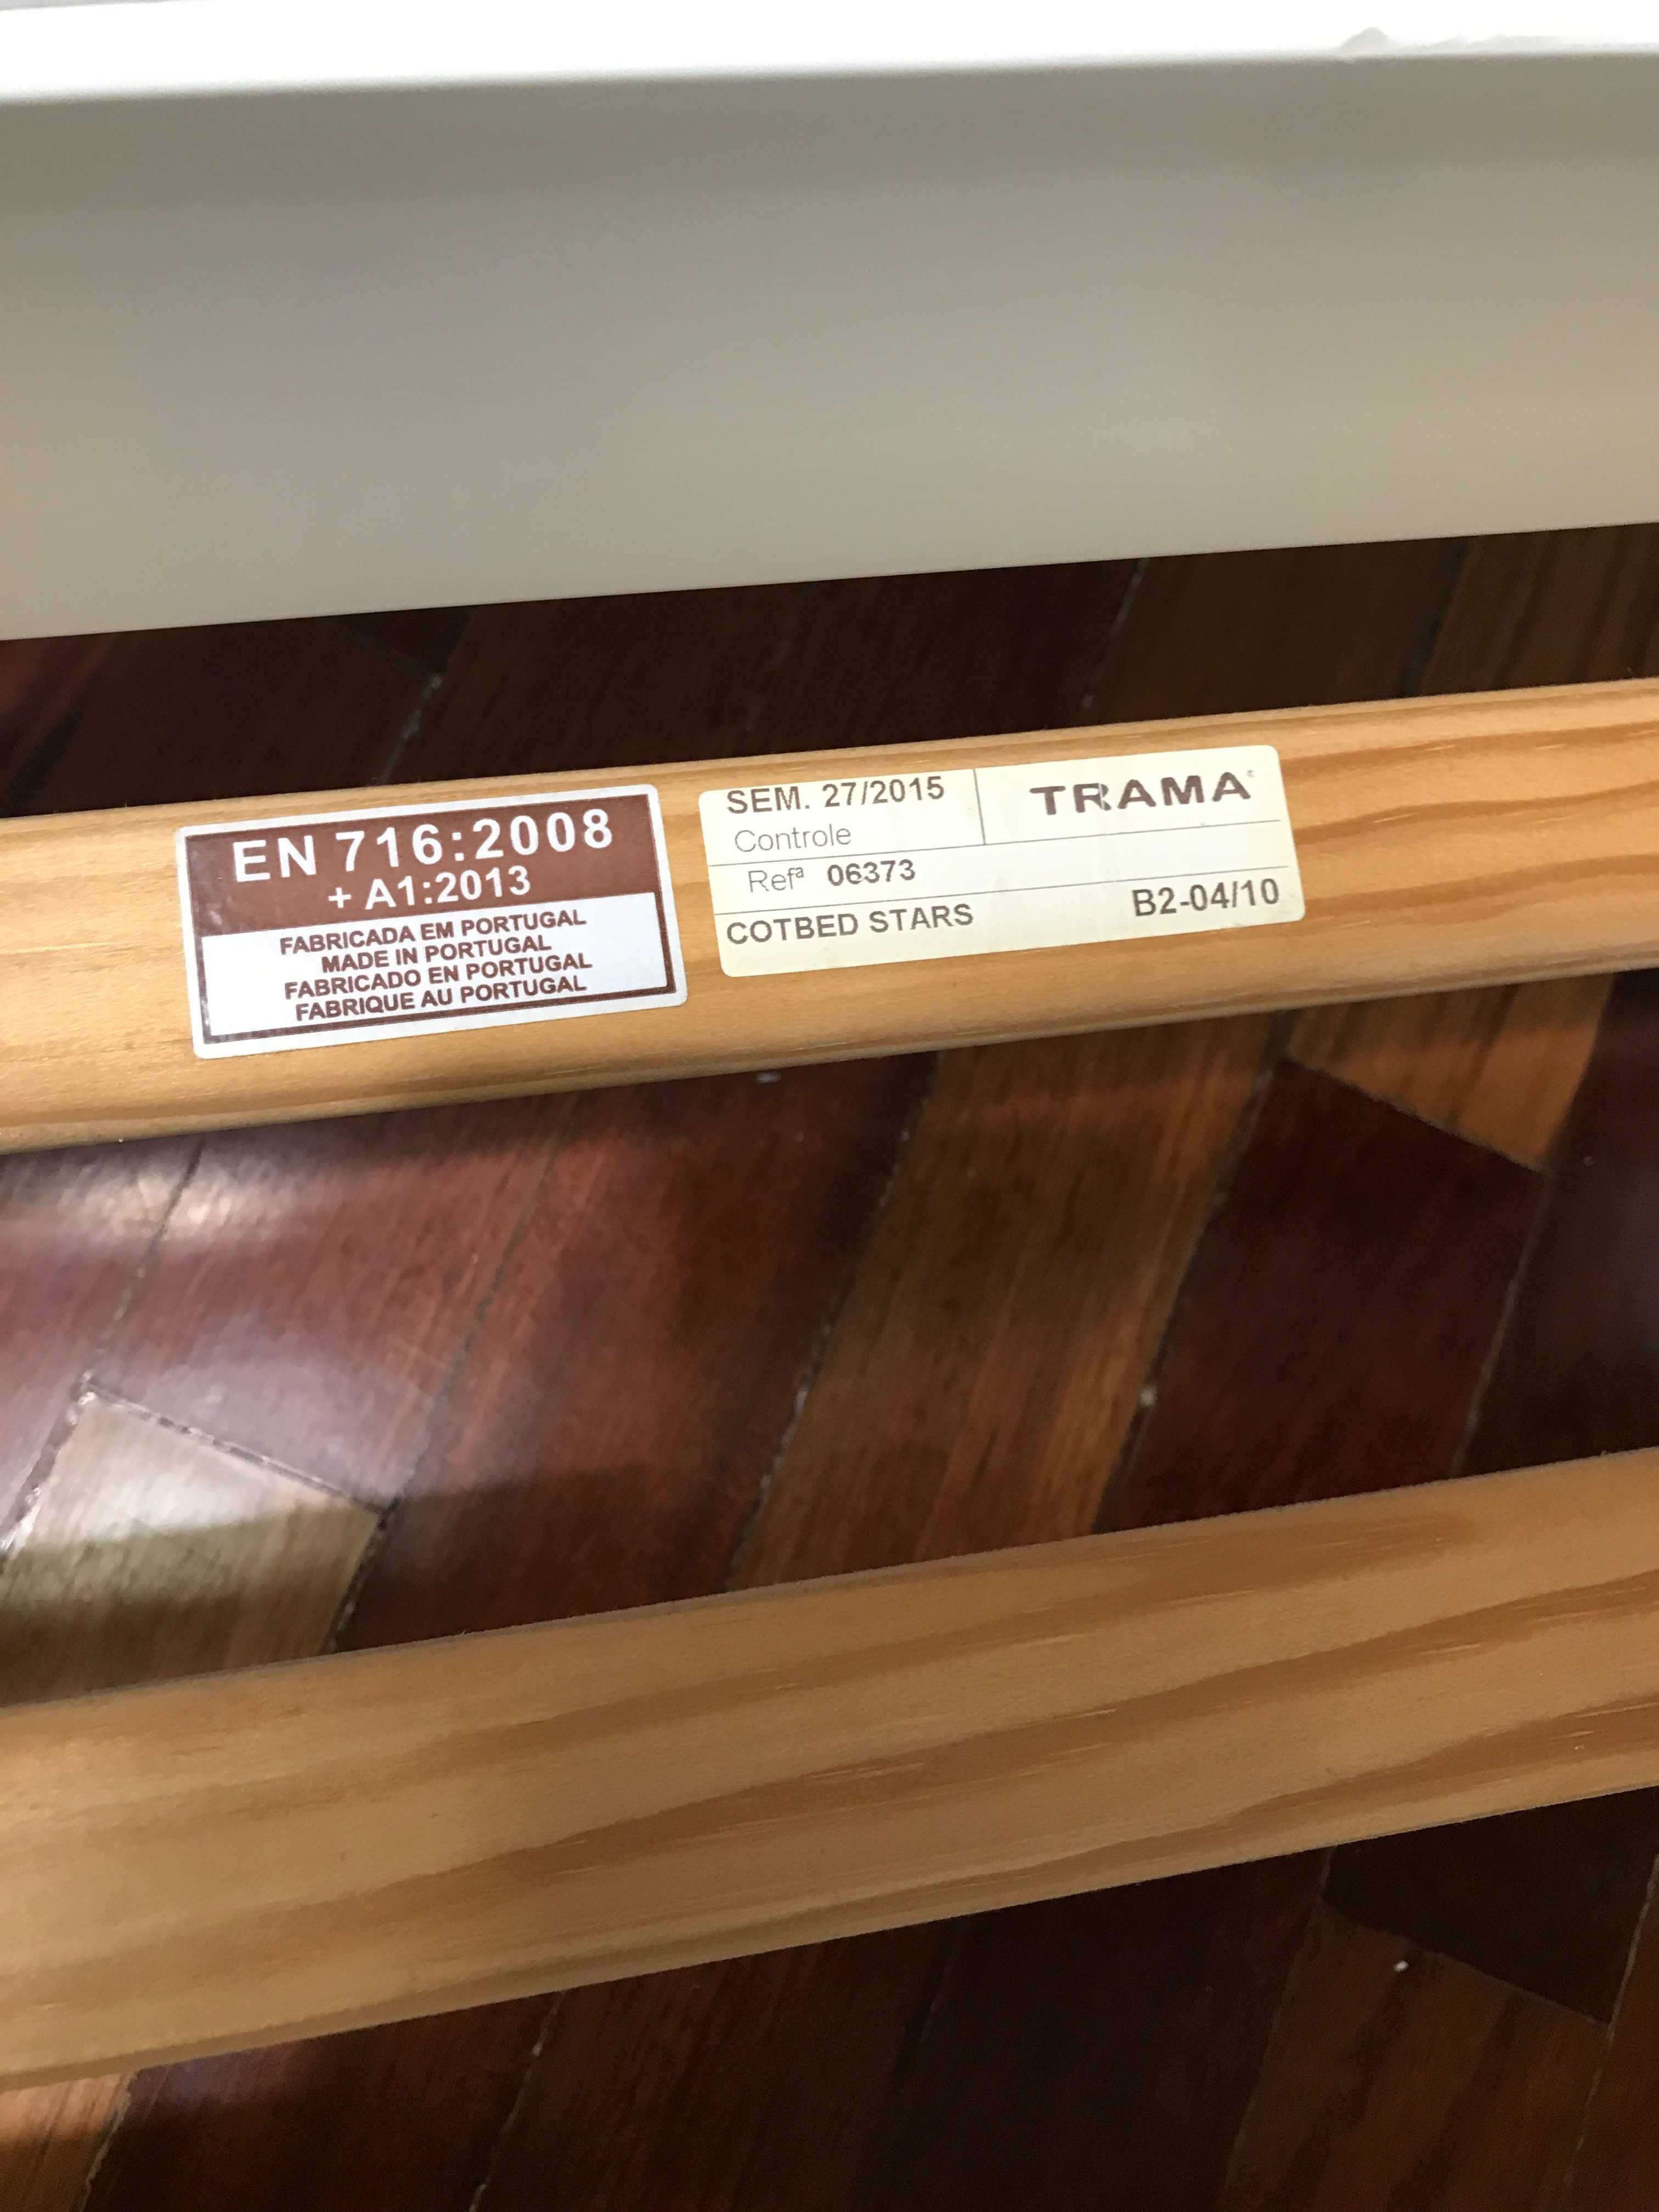 EN 716:2008
+ A1:2013
FABRICADA EM PORTUGAL
MADE IN PORTUGAL
FABRICADO EN PORTUGAL
FABRIQUE AU PORTUGAL
SEM. 27/2015
Controle
TRAMA
Refª 06373
COTBED STARS
B2-04/10